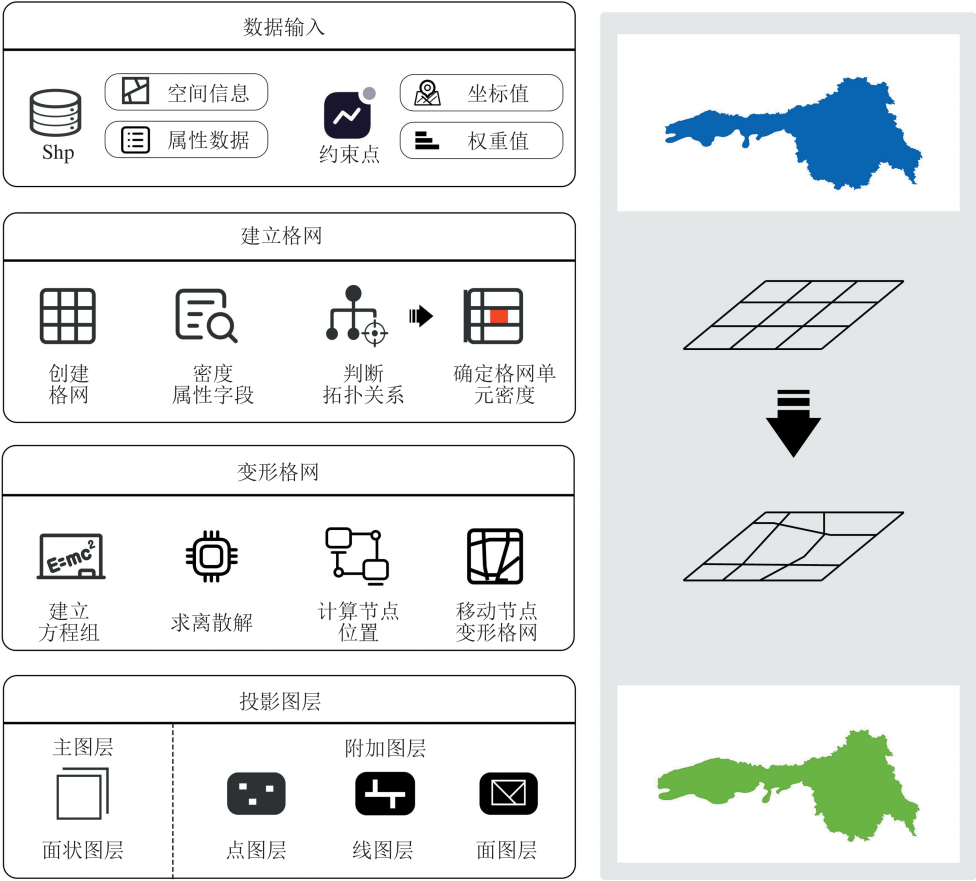 数据输入
空间信息
坐标值
属性数据
权重值
Shp
约束点
建立格网
创建
格网
密度
属性字段
判断
拓扑关系
确定格网单
元密度
变形格网
E=mc²
建立
方程组
求离散解
计算节点
位置
移动节点
变形格网
投影图层
主图层
附加图层
面状图层
点图层
线图层
面图层